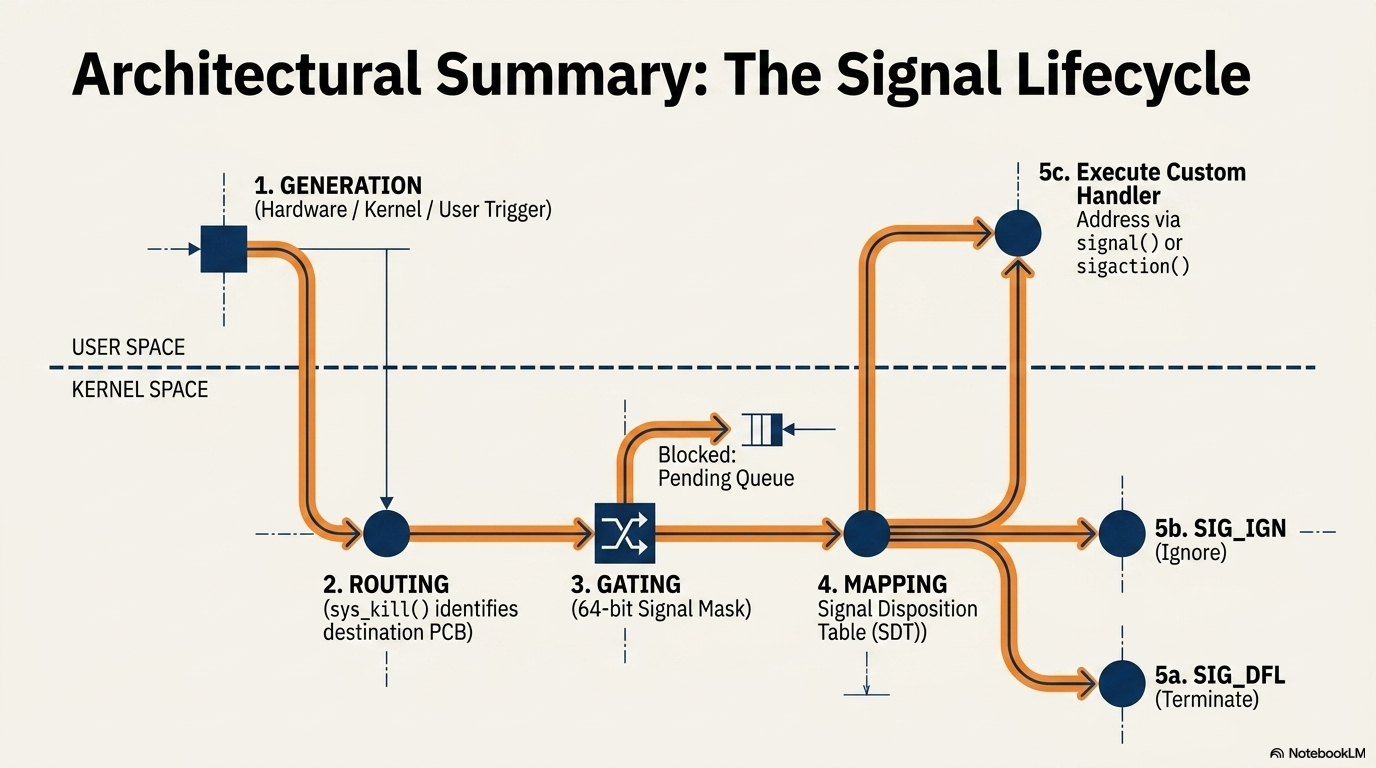 Architectural Summary: The Signal Lifecycle
1. GENERATION
(Hardware / Kernel / User Trigger)
5c. Execute Custom
Handler
Address via
signal() or
sigaction()
USER SPACE
KERNEL SPACE
Blocked:
Pending Queue
2. ROUTING
(sys_kill() identifies
destination PCB)
3. GATING
(64-bit Signal Mask)
4. MAPPING
Signal Disposition
Table (SDT))
5b. SIG_IGN
(Ignore)
5a. SIG_DFL
(Terminate)
NotebookLM